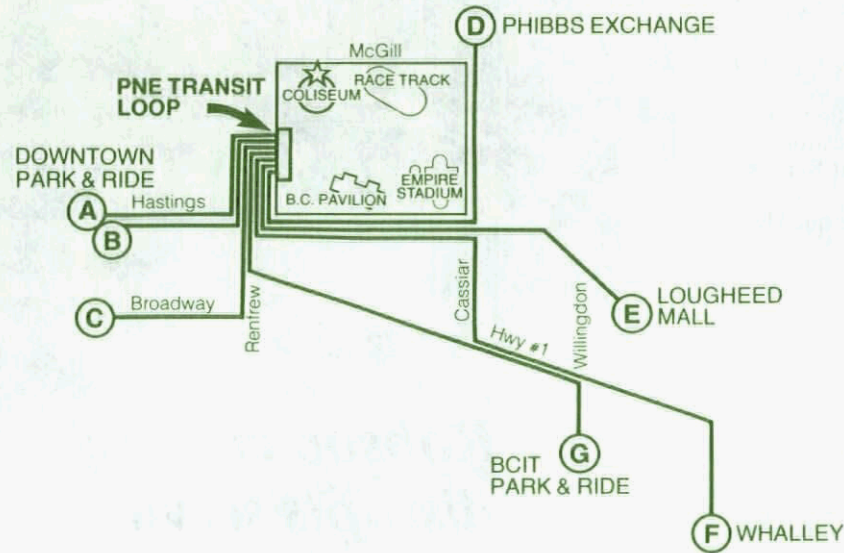 D PHIBBS EXCHANGE
McGill
PNE TRANSIT
LOOP
COLISEUM
RACE TRACK
DOWNTOWN
PARK & RIDE
A
Hastings
B
B.C. PAVILION
EMPIRE
STADIUM
C
Broadway
Renfrew
Cassiar
Hwy #1
Willingdon
E LOUGHEED
MALL
BCIT
PARK & RIDE
G
F WHALLEY